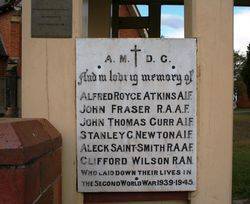 A. M. † D. G.
And in loving memory of
ALFRED ROYCE ATKINS A.I.F.
JOHN FRASER R.A.A.F.
JOHN THOMAS GURR A.I.F.
STANLEY C. NEWTON A.I.F.
ALECK SAINT-SMITH R.A.A.F.
CLIFFORD WILSON R.A.N.
WHO LAID DOWN THEIR LIVES IN
THE SECOND WORLD WAR 1939-1945.